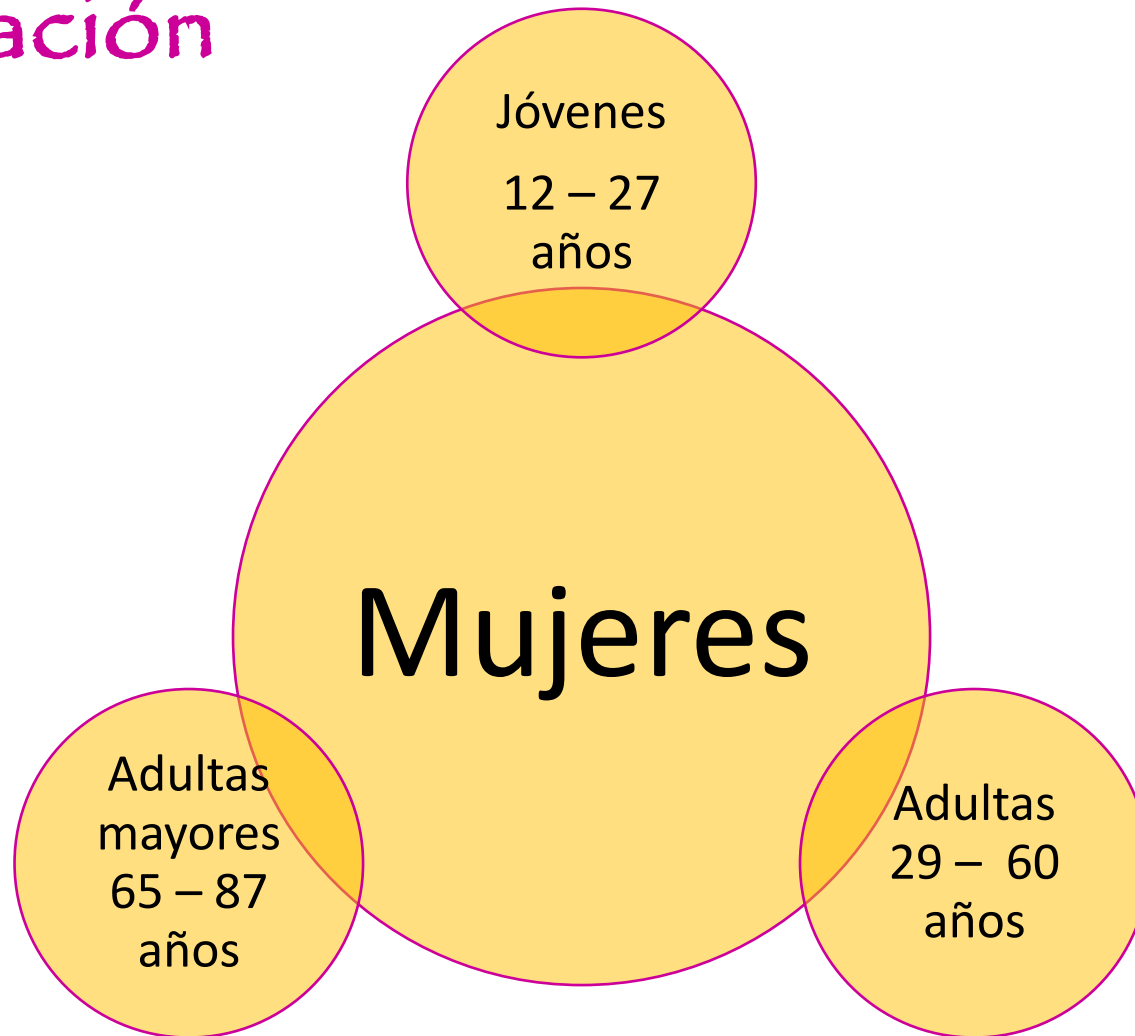 ación
Jóvenes
12 – 27
años
Mujeres
Adultas
mayores
65 – 87
años
Adultas
29 – 60
años